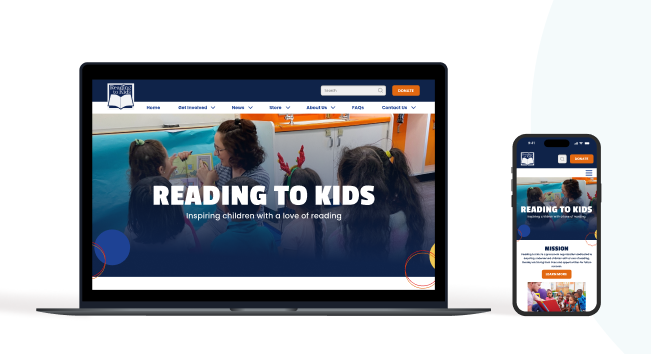 Reading
to Kids
Search
DONATE
Home Get Involved News Store About Us FAQs Contact Us
READING TO KIDS
Inspiring children with a love of reading
9:41
DONATE
READING TO KIDS
Inspiring children with a love of reading
MISSION
LEARN MORE